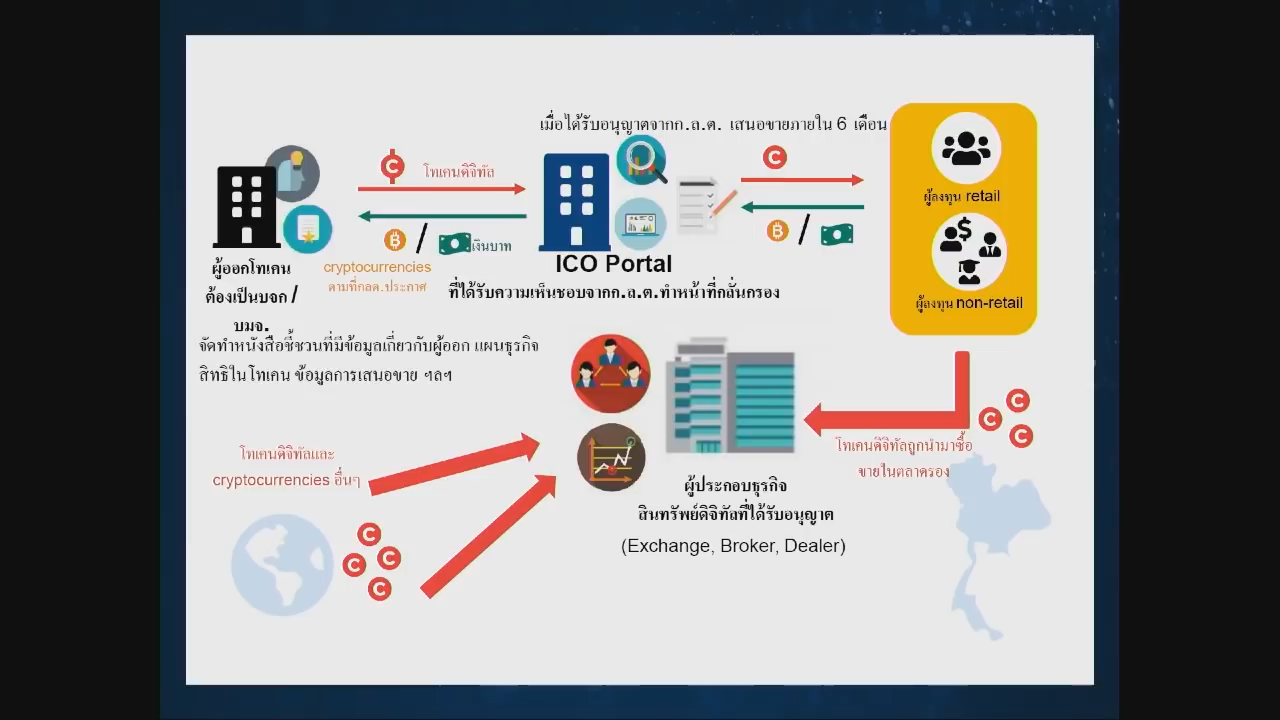 เมื่อได้รับอนุญาตจากก.ล.ต. เสนอขายภายใน 6 เดือน
โทเคนดิจิทัล
เงินบาท
cryptocurrencies
ตามที่กลต.ประกาศ
ผู้ออกโทเคน
ต้องเป็นบจก/
บมจ.
จัดทำหนังสือชี้ชวนที่มีข้อมูลเกี่ยวกับผู้ออก แผนธุรกิจ
สิทธิในโทเคน ข้อมูลการเสนอขาย ฯลฯ
ICO Portal
ที่ได้รับความเห็นชอบจากก.ล.ต.ทำหน้าที่กลั่นกรอง
ผู้ลงทุน retail
ผู้ลงทุน non-retail
โทเคนดิจิทัลถูกนำมาซื้อ
ขายในตลาดรอง
โทเคนดิจิทัลและ
cryptocurrencies อื่นๆ
ผู้ประกอบธุรกิจ
สินทรัพย์ดิจิทัลที่ได้รับอนุญาต
(Exchange, Broker, Dealer)